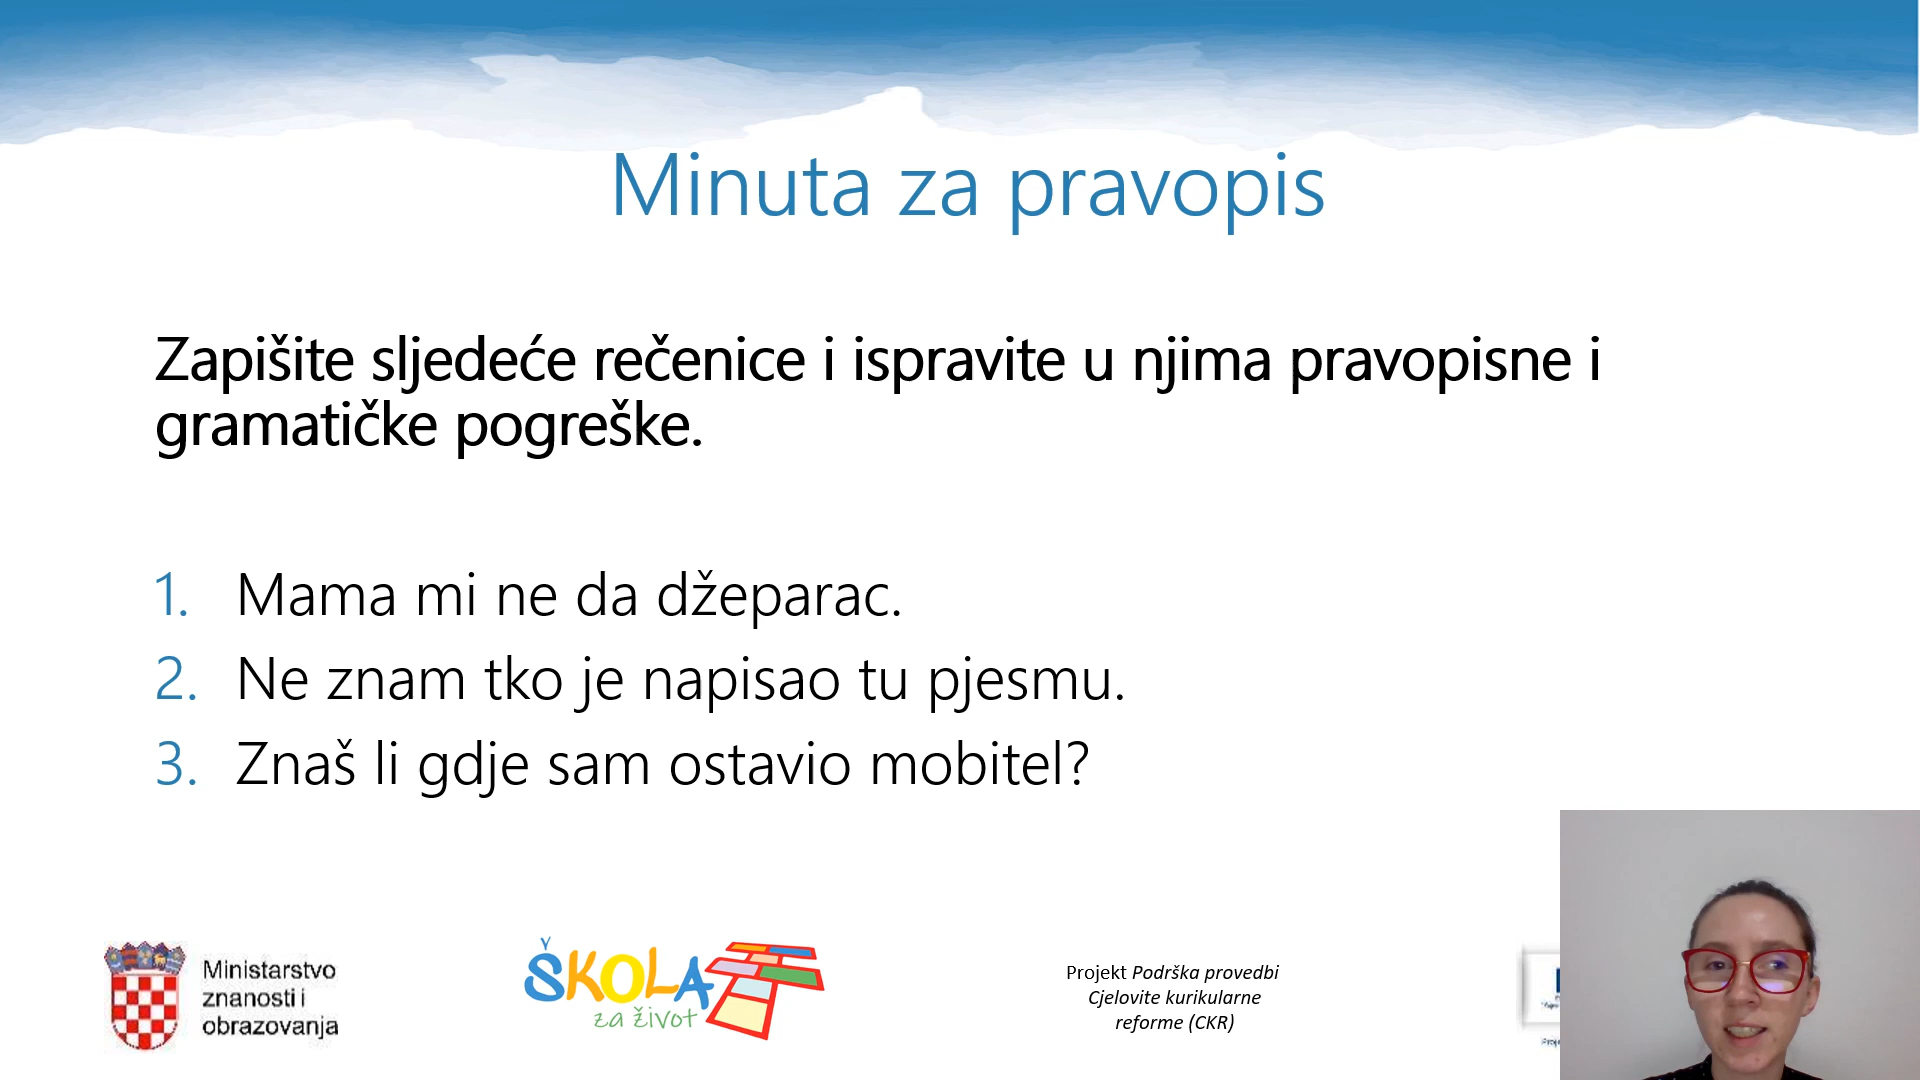 Minuta za pravopis
Zapišite sljedeće rečenice i ispravite u njima pravopisne i
gramatičke pogreške.
1. Mama mi ne da džeparac.
2. Ne znam tko je napisao tu pjesmu.
3. Znaš li gdje sam ostavio mobitel?
Ministarstvo
znanosti i
obrazovanja
ŠKOLA
za život
Projekt Podrška provedbi
Cjelovite kurikularne
reforme (CKR)